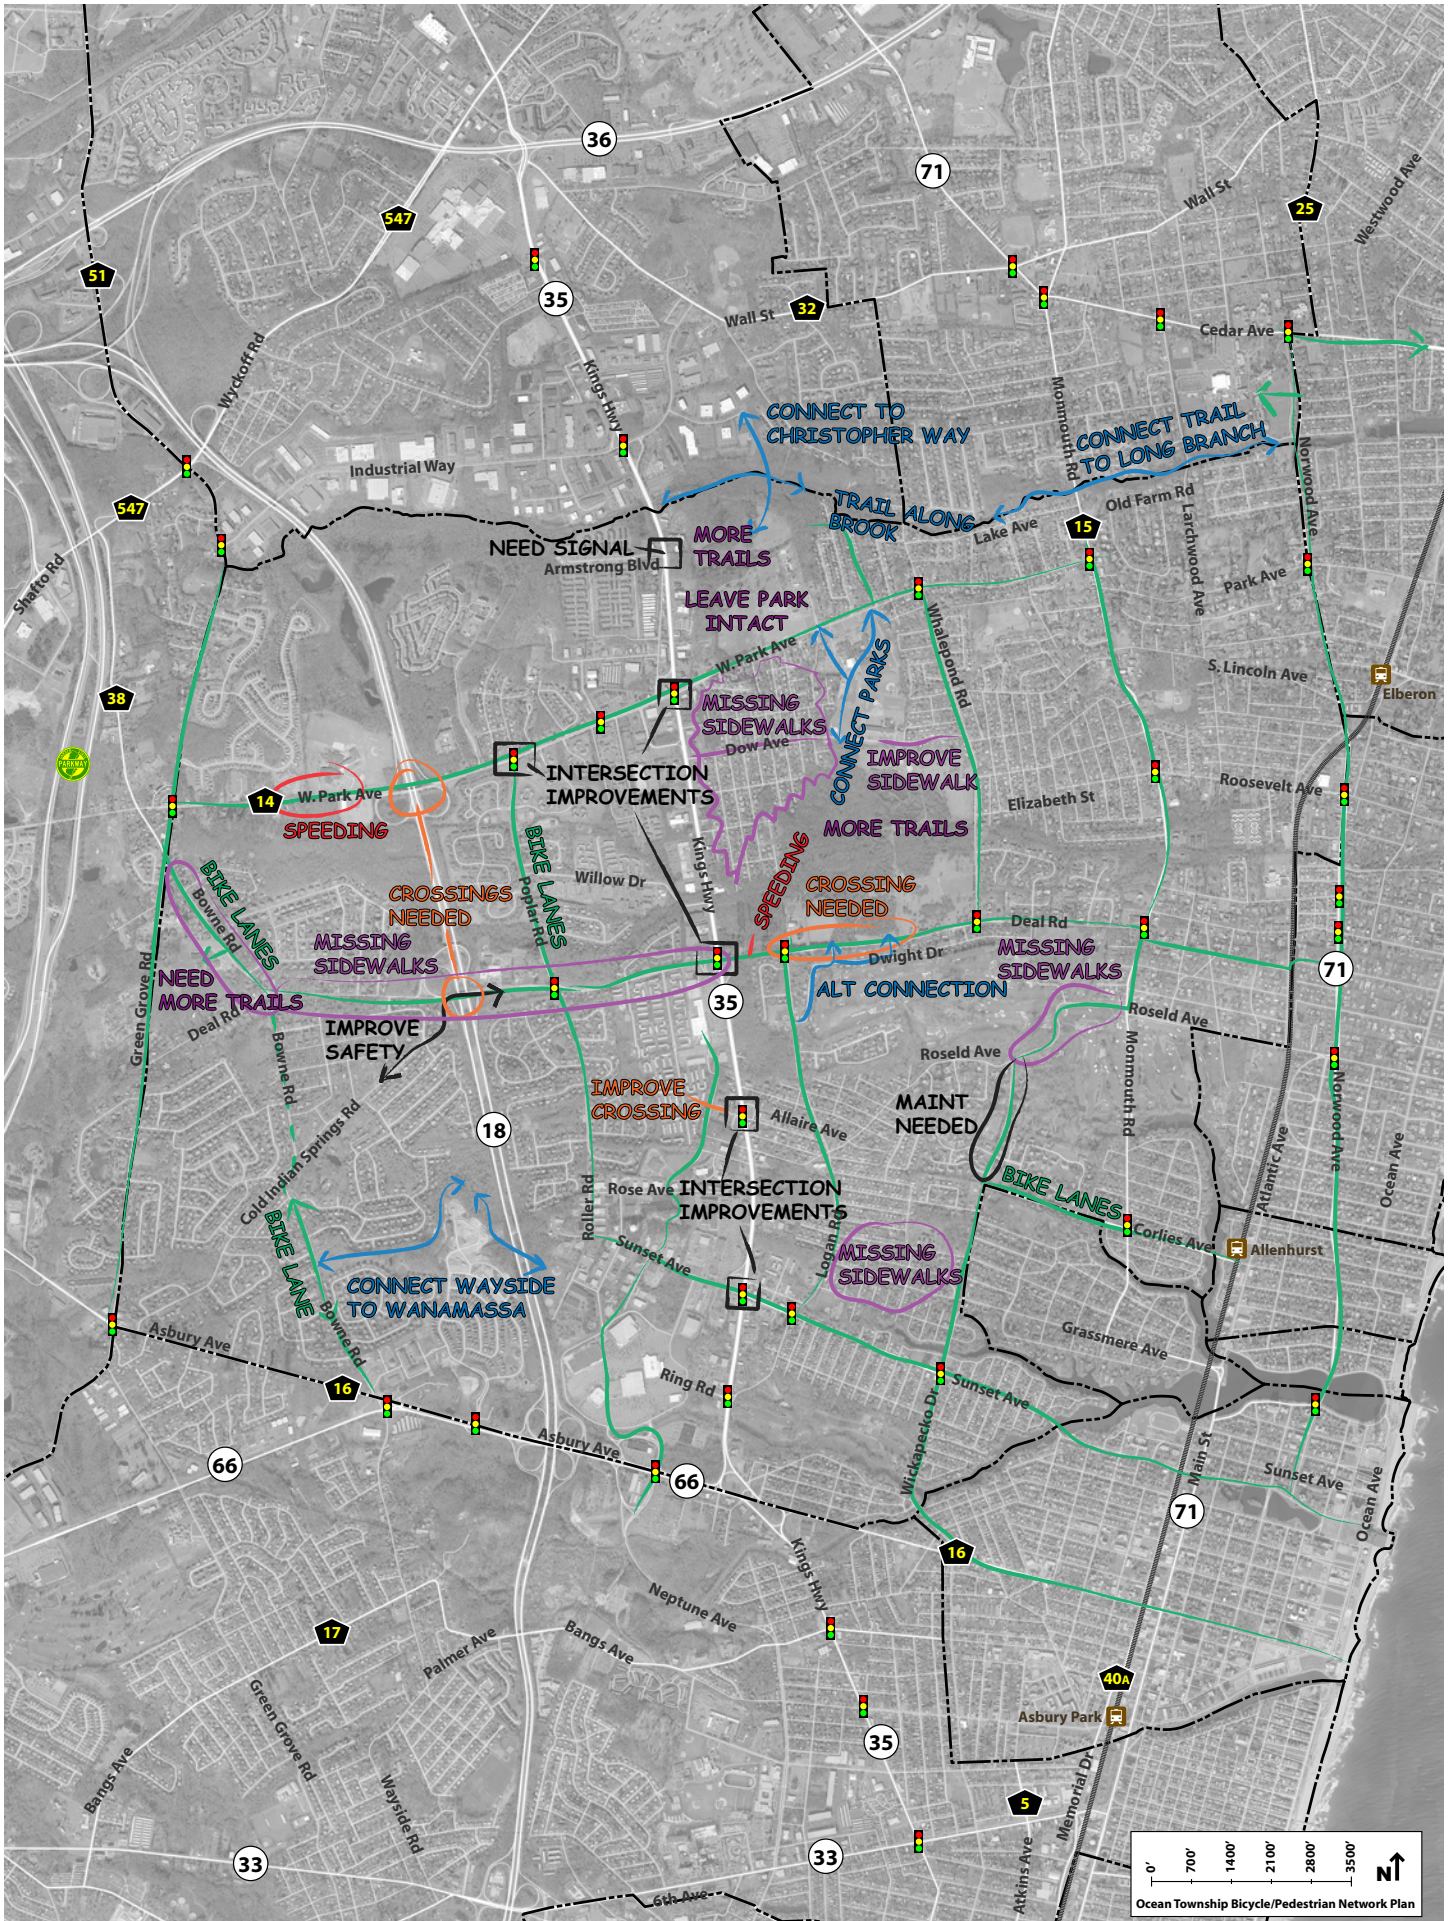 36
71
Wall St
25
Westwood Ave
547
51
35
Wall St
32
Cedar Ave
Wyckoff Rd
Kings Hwy
Monmouth Rd
CONNECT TO
CHRISTOPHER WAY
CONNECT TRAIL
TO LONG BRANCH
Industrial Way
Norwood Ave
547
TRAIL ALONG
BROOK
Old Farm Rd
Larchwood Ave
Lake Ave
15
MORE
TRAILS
NEED SIGNAL
Armstrong Blvd
Shafto Rd
Park Ave
LEAVE PARK
INTACT
Whalepond Rd
W. Park Ave
S. Lincoln Ave
Elberon
38
MISSING
SIDEWALKS
Dow Ave
CONNECT PARKS
IMPROVE
SIDEWALK
PARKWAY
INTERSECTION
IMPROVEMENTS
Roosevelt Ave
14
W. Park Ave
Elizabeth St
SPEEDING
MORE TRAILS
BIKE LANES
Poplar Rd
Kings Hwy
SPEEDING
Willow Dr
CROSSINGS
NEEDED
CROSSING
NEEDED
BIKE LANES
Bowne Rd
Deal Rd
MISSING
SIDEWALKS
Dwight Dr
MISSING
SIDEWALKS
71
NEED
MORE TRAILS
ALT CONNECTION
35
Green Grove Rd
Deal Rd
IMPROVE
SAFETY
Roseld Ave
Roseld Ave
Bowne Rd
Monmouth Rd
IMPROVE
CROSSING
MAINT
NEEDED
Allaire Ave
18
Norwood Ave
Cold Indian Springs Rd
Atlantic Ave
Ocean Ave
Rose Ave
INTERSECTION
IMPROVEMENTS
BIKE LANES
Roller Rd
Logan Rd
Corlies Ave
Allenhurst
BIKE LANE
Sunset Ave
MISSING
SIDEWALKS
CONNECT WAYSIDE
TO WANAMASSA
Bowne Rd
Asbury Ave
Grassmere Ave
16
Ring Rd
Sunset Ave
Wickapecko Dr
Asbury Ave
66
66
Main St
Sunset Ave
71
Ocean Ave
16
Kings Hwy
Neptune Ave
17
Palmer Ave
Bangs Ave
40A
Asbury Park
Green Grove Rd
35
Bangs Ave
Wayside Rd
5
Memorial Dr
33
33
Atkins Ave
6th Ave
0'
700'
1400'
2100'
2800'
3500'
N
Ocean Township Bicycle/Pedestrian Network Plan